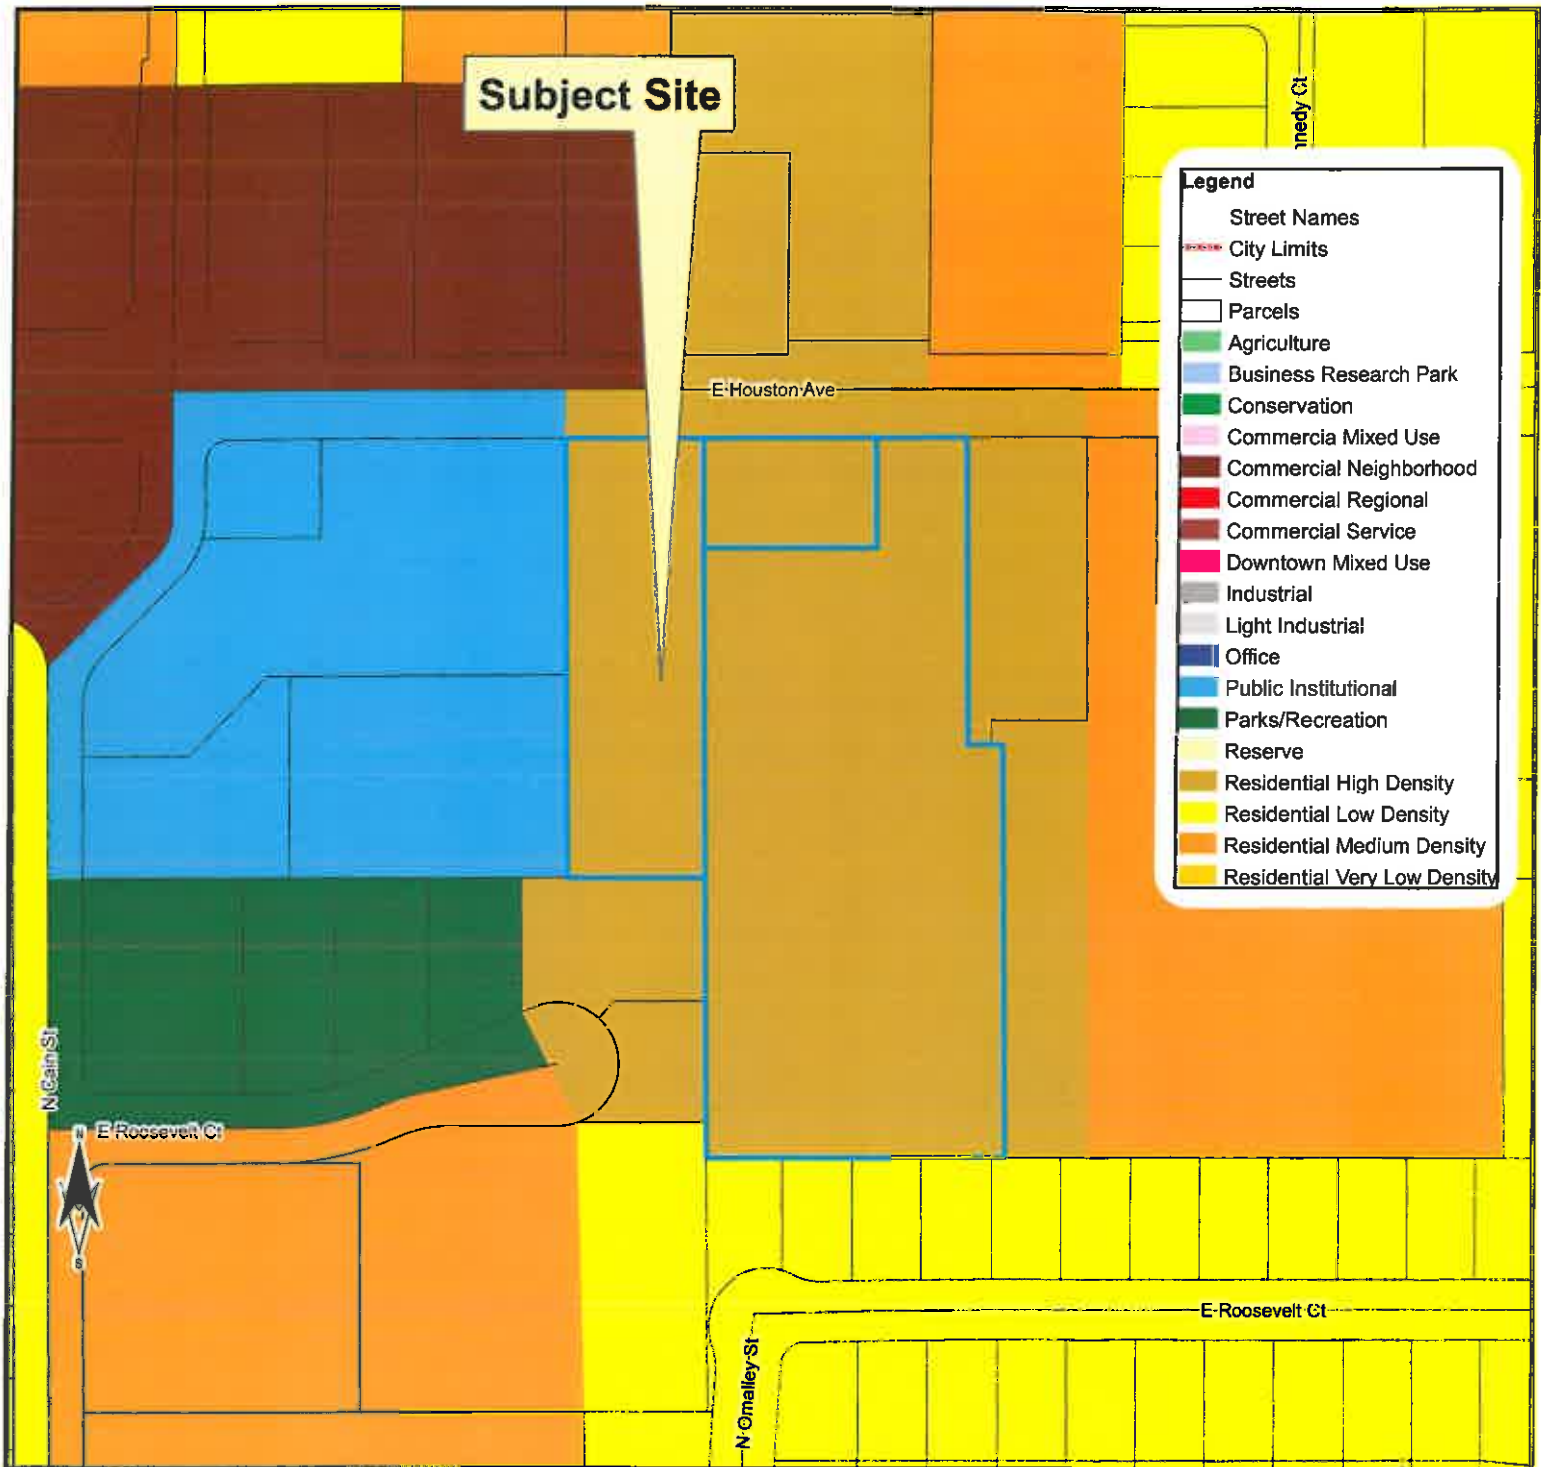 Subject Site
nnedy Ct
Legend
Street Names
City Limits
Streets
Parcels
Agriculture
Business Research Park
Conservation
Commercia Mixed Use
Commercial Neighborhood
Commercial Regional
Commercial Service
Downtown Mixed Use
Industrial
Light Industrial
Office
Public Institutional
Parks/Recreation
Reserve
Residential High Density
Residential Low Density
Residential Medium Density
Residential Very Low Density
E Houston Ave
N Cain St
E Roosevelt Ct
N
S
E Roosevelt Ct
N Omalley St